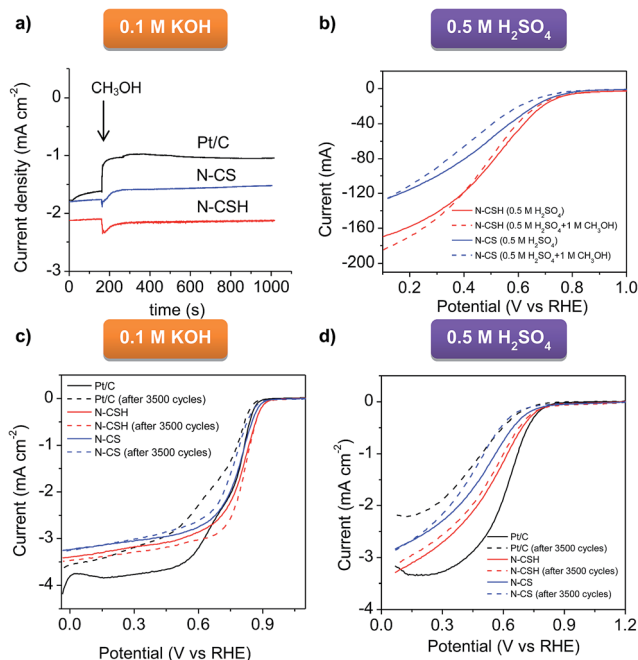 a)
0.1 M KOH
Current density (mA cm⁻²)
0
-1
-2
-3
CH₃OH
Pt/C
N-CS
N-CSH
0 200 400 600 800 1000
time (s)
b)
0.5 M H₂SO₄
Current (mA)
0
-40
-80
-120
-160
-200
N-CSH (0.5 M H₂SO₄)
N-CSH (0.5 M H₂SO₄+1 M CH₃OH)
N-CS (0.5 M H₂SO₄)
N-CS (0.5 M H₂SO₄+1 M CH₃OH)
0.2 0.4 0.6 0.8 1.0
Potential (V vs RHE)
c)
0.1 M KOH
Current (mA cm⁻²)
Pt/C
Pt/C (after 3500 cycles)
N-CSH
N-CSH (after 3500 cycles)
N-CS
N-CS (after 3500 cycles)
0
-1
-2
-3
-4
0.0 0.3 0.6 0.9
Potential (V vs RHE)
d)
0.5 M H₂SO₄
Current (mA cm⁻²)
0
-1
-2
-3
-4
Pt/C
Pt/C (after 3500 cycles)
N-CSH
N-CSH (after 3500 cycles)
N-CS
N-CS (after 3500 cycles)
0.0 0.2 0.4 0.6 0.8 1.2
Potential (V vs RHE)